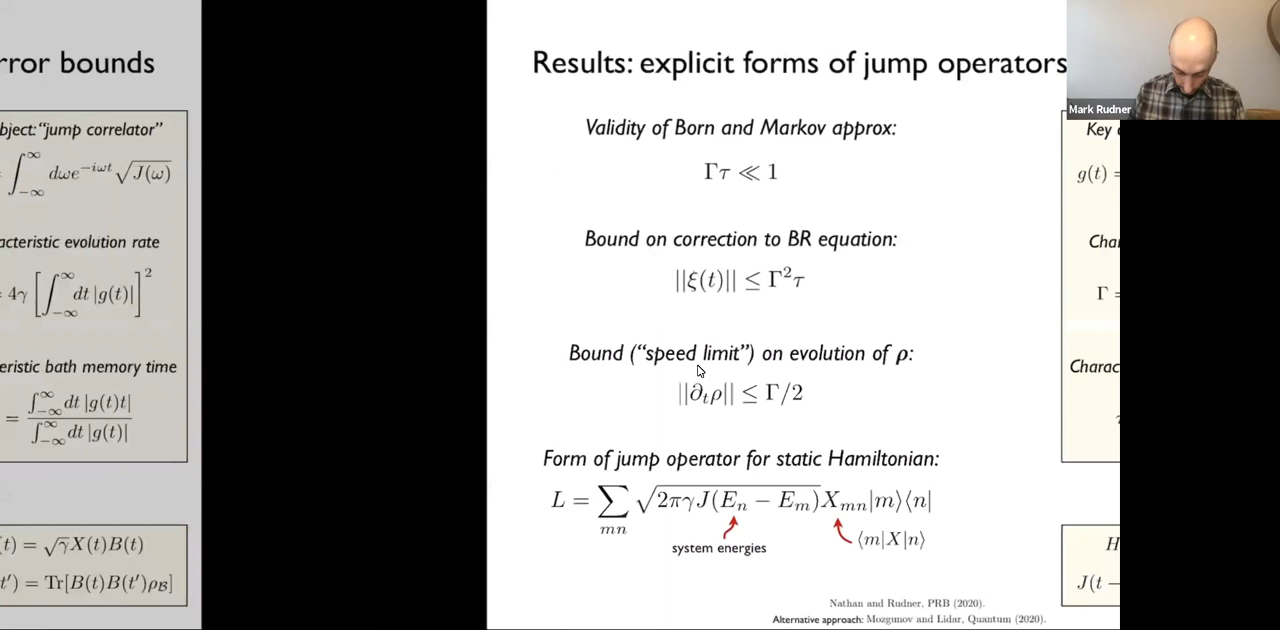 rror bounds
bject: "jump correlator"
∫_{-∞}^{∞} dωe^{-iωt} √J(ω)
acteristic evolution rate
= 4γ [∫_{-∞}^{∞} dt |g(t)|]^2
eristic bath memory time
= ∫_{-∞}^{∞} dt |g(t)t| / ∫_{-∞}^{∞} dt |g(t)|
(t) = √γX(t)B(t)
t') = Tr[B(t)B(t')ρ_B]
Results: explicit forms of jump operators
Validity of Born and Markov approx:
Γτ ≪ 1
Bound on correction to BR equation:
||ξ(t)|| ≤ Γ²τ
Bound ("speed limit") on evolution of ρ:
||∂_tρ|| ≤ Γ/2
Form of jump operator for static Hamiltonian:
L = ∑_{mn} √(2πγJ(E_n − E_m)) X_{mn}|m⟩⟨n|
system energies
⟨m|X|n⟩
Nathan and Rudner, PRB (2020).
Alternative approach: Mozgunov and Lidar, Quantum (2020).
Mark Rudner
Key
g(t) =
Cha
Γ =
Charac
H
J(t −